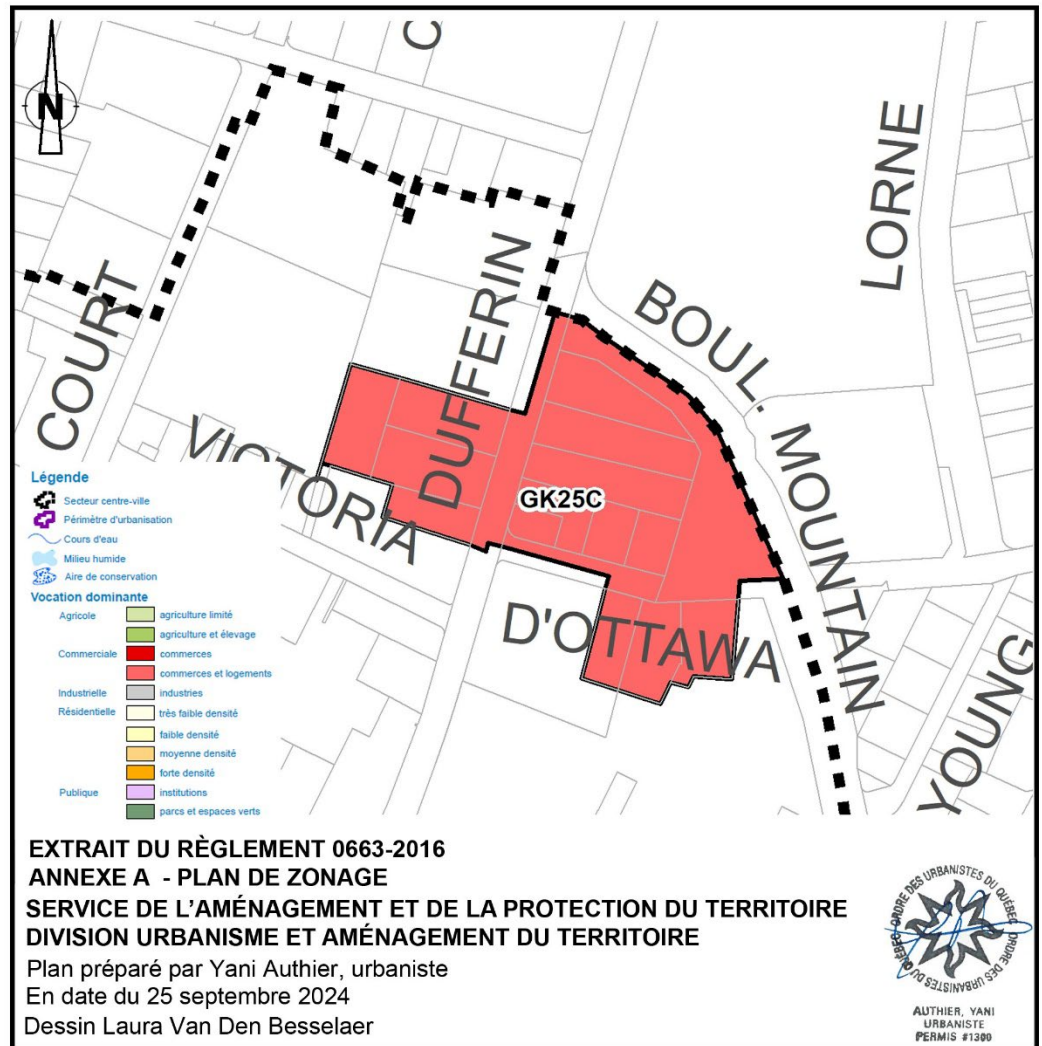 C
N
LORNE
DUFFERIN
BOUL. MOUNTAIN
COURT
VICTORIA
GK25C
D'OTTAWA
YOUNG
Légende
Secteur centre-ville
Périmètre d'urbanisation
Cours d'eau
Milieu humide
Aire de conservation
Vocation dominante
Agricole
agriculture limité
agriculture et élevage
Commerciale
commerces
commerces et logements
Industrielle
industries
Résidentielle
très faible densité
faible densité
moyenne densité
forte densité
Publique
institutions
parcs et espaces verts
EXTRAIT DU RÈGLEMENT 0663-2016
ANNEXE A - PLAN DE ZONAGE
SERVICE DE L'AMÉNAGEMENT ET DE LA PROTECTION DU TERRITOIRE
DIVISION URBANISME ET AMÉNAGEMENT DU TERRITOIRE
Plan préparé par Yani Authier, urbaniste
En date du 25 septembre 2024
Dessin Laura Van Den Besselaer
ORDRE DES URBANISTES DU QUÉBEC
ORDRE DES URBANISTES DU QUÉBEC
AUTHIER, YANI
URBANISTE
PERMIS #1300